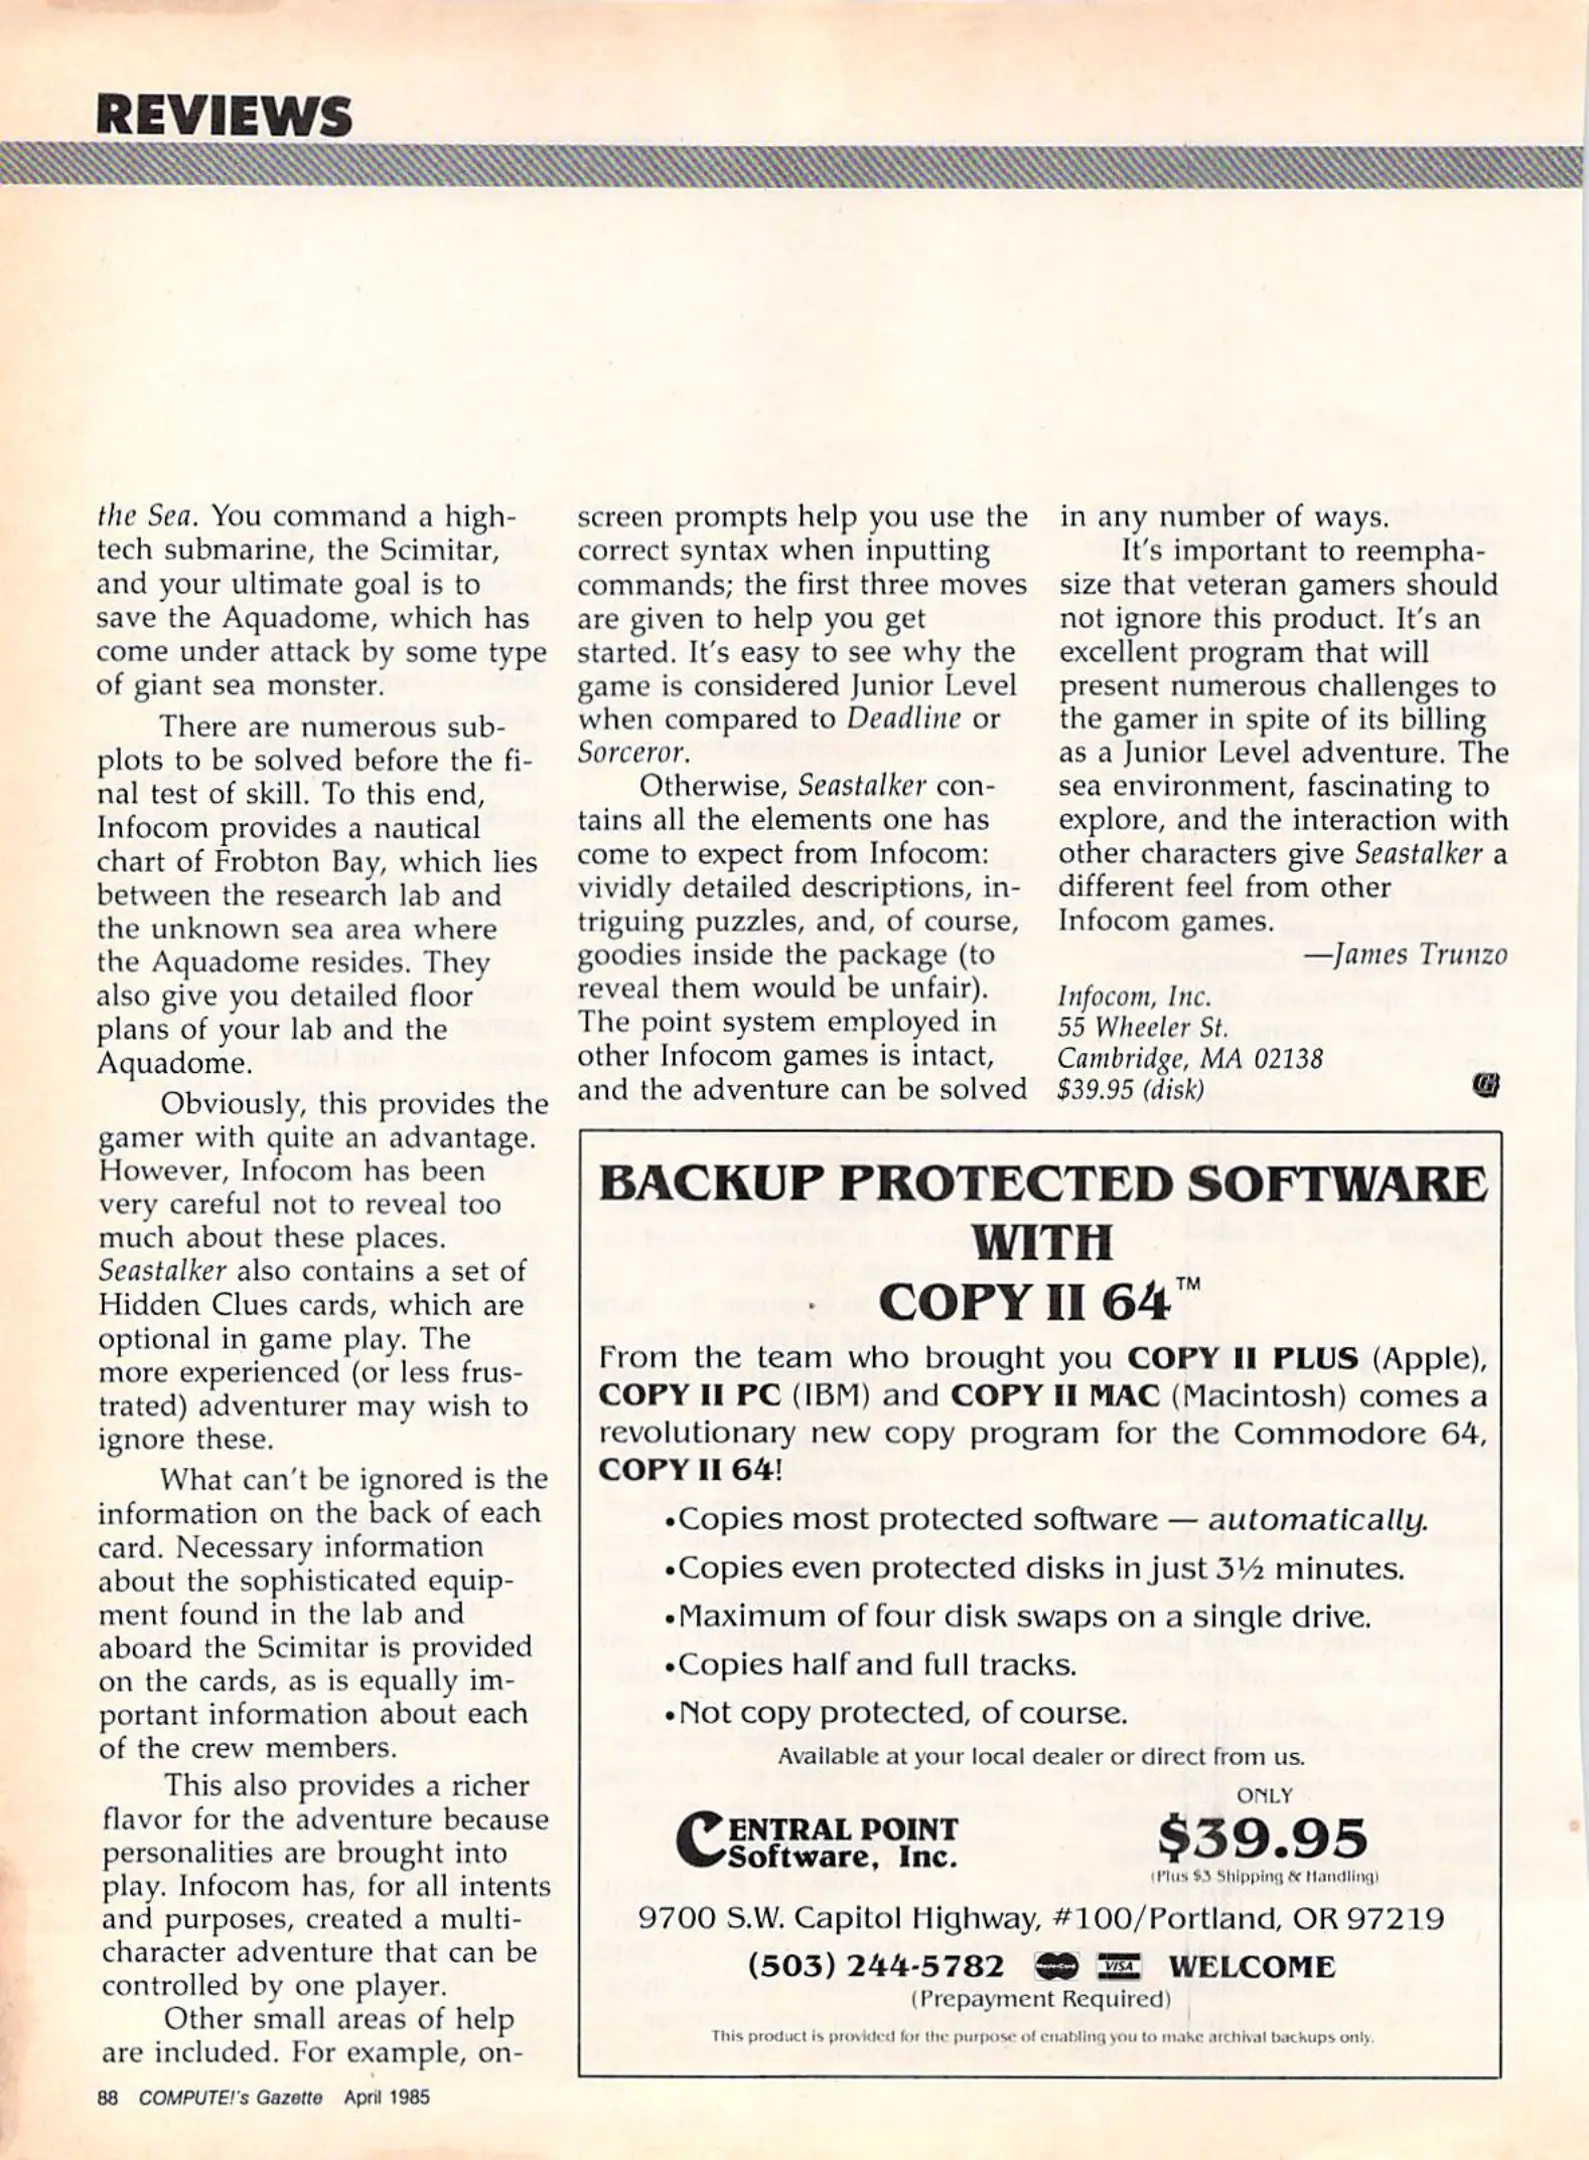 REVIEWS
the Sea. You command a high-
tech submarine, the Scimitar,
and your ultimate goal is to
save the Aquadome, which has
come under attack by some type
of giant sea monster.
There are numerous sub-
plots to be solved before the fi-
nal test of skill. To this end,
Infocom provides a nautical
chart of Frobton Bay, which lies
between the research lab and
the unknown sea area where
the Aquadome resides. They
also give you detailed floor
plans of your lab and the
Aquadome.
Obviously, this provides the
gamer with quite an advantage.
However, Infocom has been
very careful not to reveal too
much about these places.
Seastalker also contains a set of
Hidden Clues cards, which are
optional in game play. The
more experienced (or less frus-
trated) adventurer may wish to
ignore these.
What can't be ignored is the
information on the back of each
card. Necessary information
about the sophisticated equip-
ment found in the lab and
aboard the Scimitar is provided
on the cards, as is equally im-
portant information about each
of the crew members.
This also provides a richer
flavor for the adventure because
personalities are brought into
play. Infocom has, for all intents
and purposes, created a multi-
character adventure that can be
controlled by one player.
Other small areas of help
are included. For example, on-
screen prompts help you use the
correct syntax when inputting
commands; the first three moves
are given to help you get
started. It's easy to see why the
game is considered Junior Level
when compared to Deadline or
Sorceror.
Otherwise, Seastalker con-
tains all the elements one has
come to expect from Infocom:
vividly detailed descriptions, in-
triguing puzzles, and, of course,
goodies inside the package (to
reveal them would be unfair).
The point system employed in
other Infocom games is intact,
and the adventure can be solved
in any number of ways.
It's important to reempha-
size that veteran gamers should
not ignore this product. It's an
excellent program that will
present numerous challenges to
the gamer in spite of its billing
as a Junior Level adventure. The
sea environment, fascinating to
explore, and the interaction with
other characters give Seastalker a
different feel from other
Infocom games.
—James Trunzo
Infocom, Inc.
55 Wheeler St.
Cambridge, MA 02138
$39.95 (disk)
G
BACKUP PROTECTED SOFTWARE
WITH
COPY II 64™
From the team who brought you COPY II PLUS (Apple),
COPY II PC (IBM) and COPY II MAC (Macintosh) comes a
revolutionary new copy program for the Commodore 64,
COPY II 64!
•Copies most protected software — automatically.
•Copies even protected disks in just 3½ minutes.
•Maximum of four disk swaps on a single drive.
•Copies half and full tracks.
•Not copy protected, of course.
Available at your local dealer or direct from us.
CENTRAL POINT
Software, Inc.
ONLY
$39.95
(Plus $3 Shipping & Handling)
9700 S.W. Capitol Highway, #100/Portland, OR 97219
(503) 244-5782 MasterCard VISA WELCOME
(Prepayment Required)
This product is provided for the purpose of enabling you to make archival backups only.
88 COMPUTE!'s Gazette April 1985